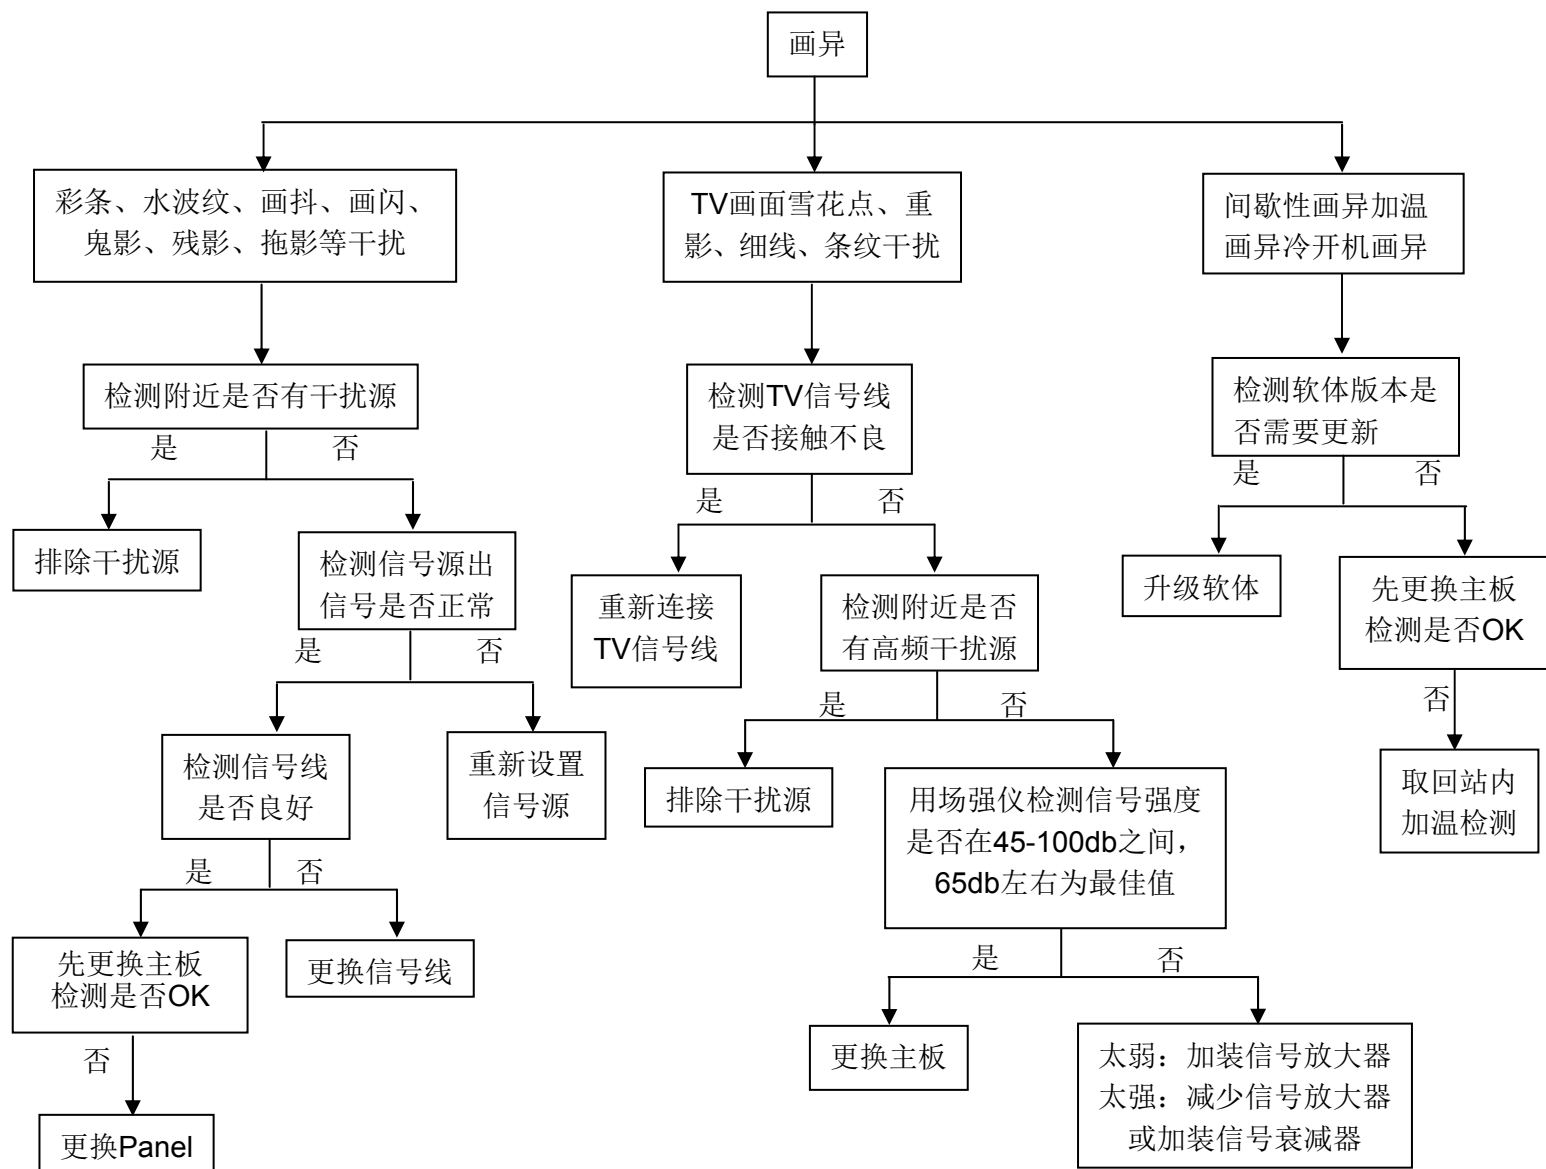 画异
彩条、水波纹、画抖、画闪、
鬼影、残影、拖影等干扰
TV画面雪花点、重
影、细线、条纹干扰
间歇性画异加温
画异冷开机画异
检测附近是否有干扰源
是
否
检测TV信号线
是否接触不良
是
否
检测软体版本是
否需要更新
是
否
排除干扰源
检测信号源出
信号是否正常
是
否
重新连接
TV信号线
检测附近是否
有高频干扰源
是
否
升级软体
先更换主板
检测是否OK
否
检测信号线
是否良好
是
否
重新设置
信号源
排除干扰源
用场强仪检测信号强度
是否在45-100db之间，
65db左右为最佳值
是
否
取回站内
加温检测
先更换主板
检测是否OK
否
更换信号线
更换主板
太弱：加装信号放大器
太强：减少信号放大器
或加装信号衰减器
更换Panel